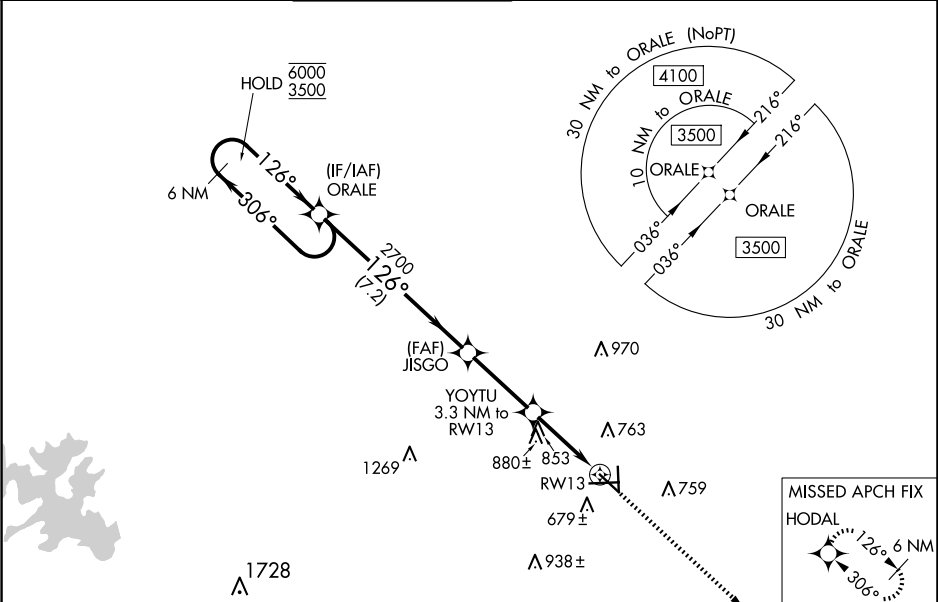 HOLD 6000
3500
126°
(IF/IAF)
ORALE
6 NM
306°
2700
126°
(7.2)
(FAF)
JISGO
YOYTU
3.3 NM to
RW13
970
763
880±
853
1269
RW13
759
679±
938±
1728
30 NM to ORALE (NoPT)
4100
216°
10 NM to ORALE
3500
216°
ORALE
ORALE
036°
036°
3500
30 NM to ORALE
MISSED APCH FIX
HODAL
126°
6 NM
306°